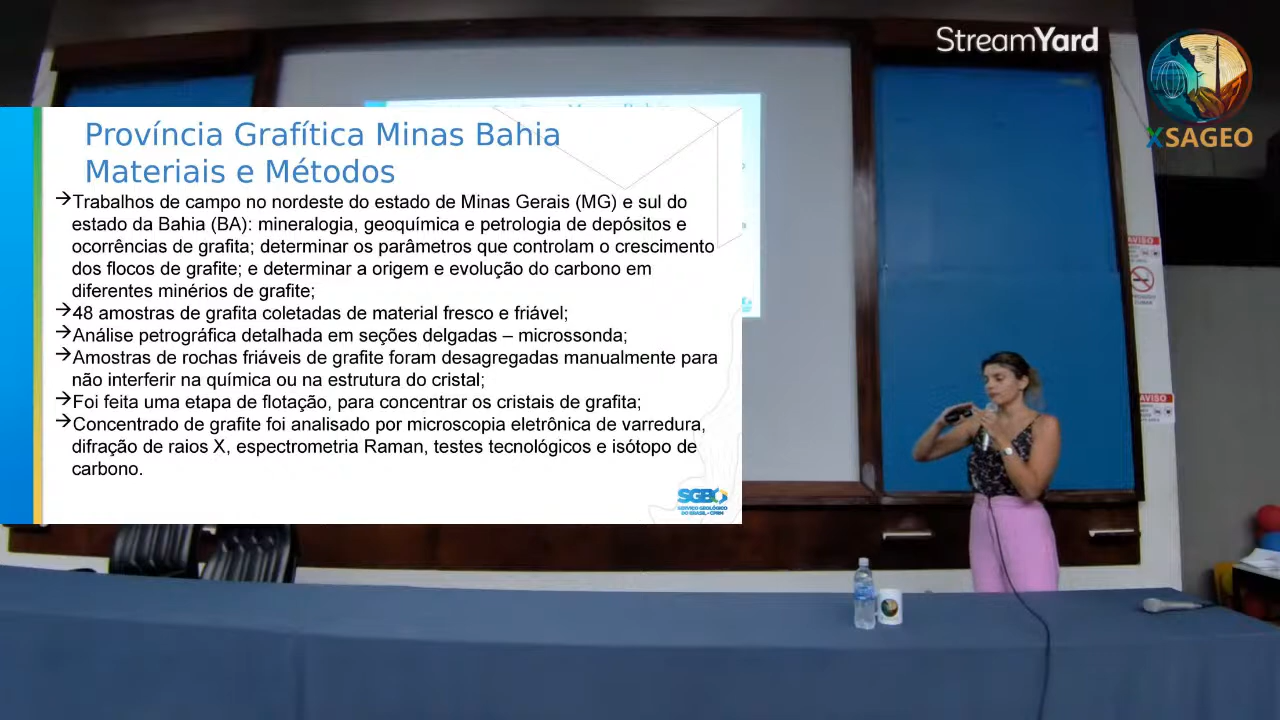 StreamYard
XSAGEO
Província Grafítica Minas Bahia
Materiais e Métodos
→Trabalhos de campo no nordeste do estado de Minas Gerais (MG) e sul do
estado da Bahia (BA): mineralogia, geoquímica e petrologia de depósitos e
ocorrências de grafita; determinar os parâmetros que controlam o crescimento
dos flocos de grafite; e determinar a origem e evolução do carbono em
diferentes minérios de grafite;
→48 amostras de grafita coletadas de material fresco e friável;
→Análise petrográfica detalhada em seções delgadas – microssonda;
→Amostras de rochas friáveis de grafite foram desagregadas manualmente para
não interferir na química ou na estrutura do cristal;
→Foi feita uma etapa de flotação, para concentrar os cristais de grafita;
→Concentrado de grafite foi analisado por microscopia eletrônica de varredura,
difração de raios X, espectrometria Raman, testes tecnológicos e isótopo de
carbono.
SGB
SERVIÇO GEOLÓGICO
DO BRASIL - CPRM
AVISO
AVISO